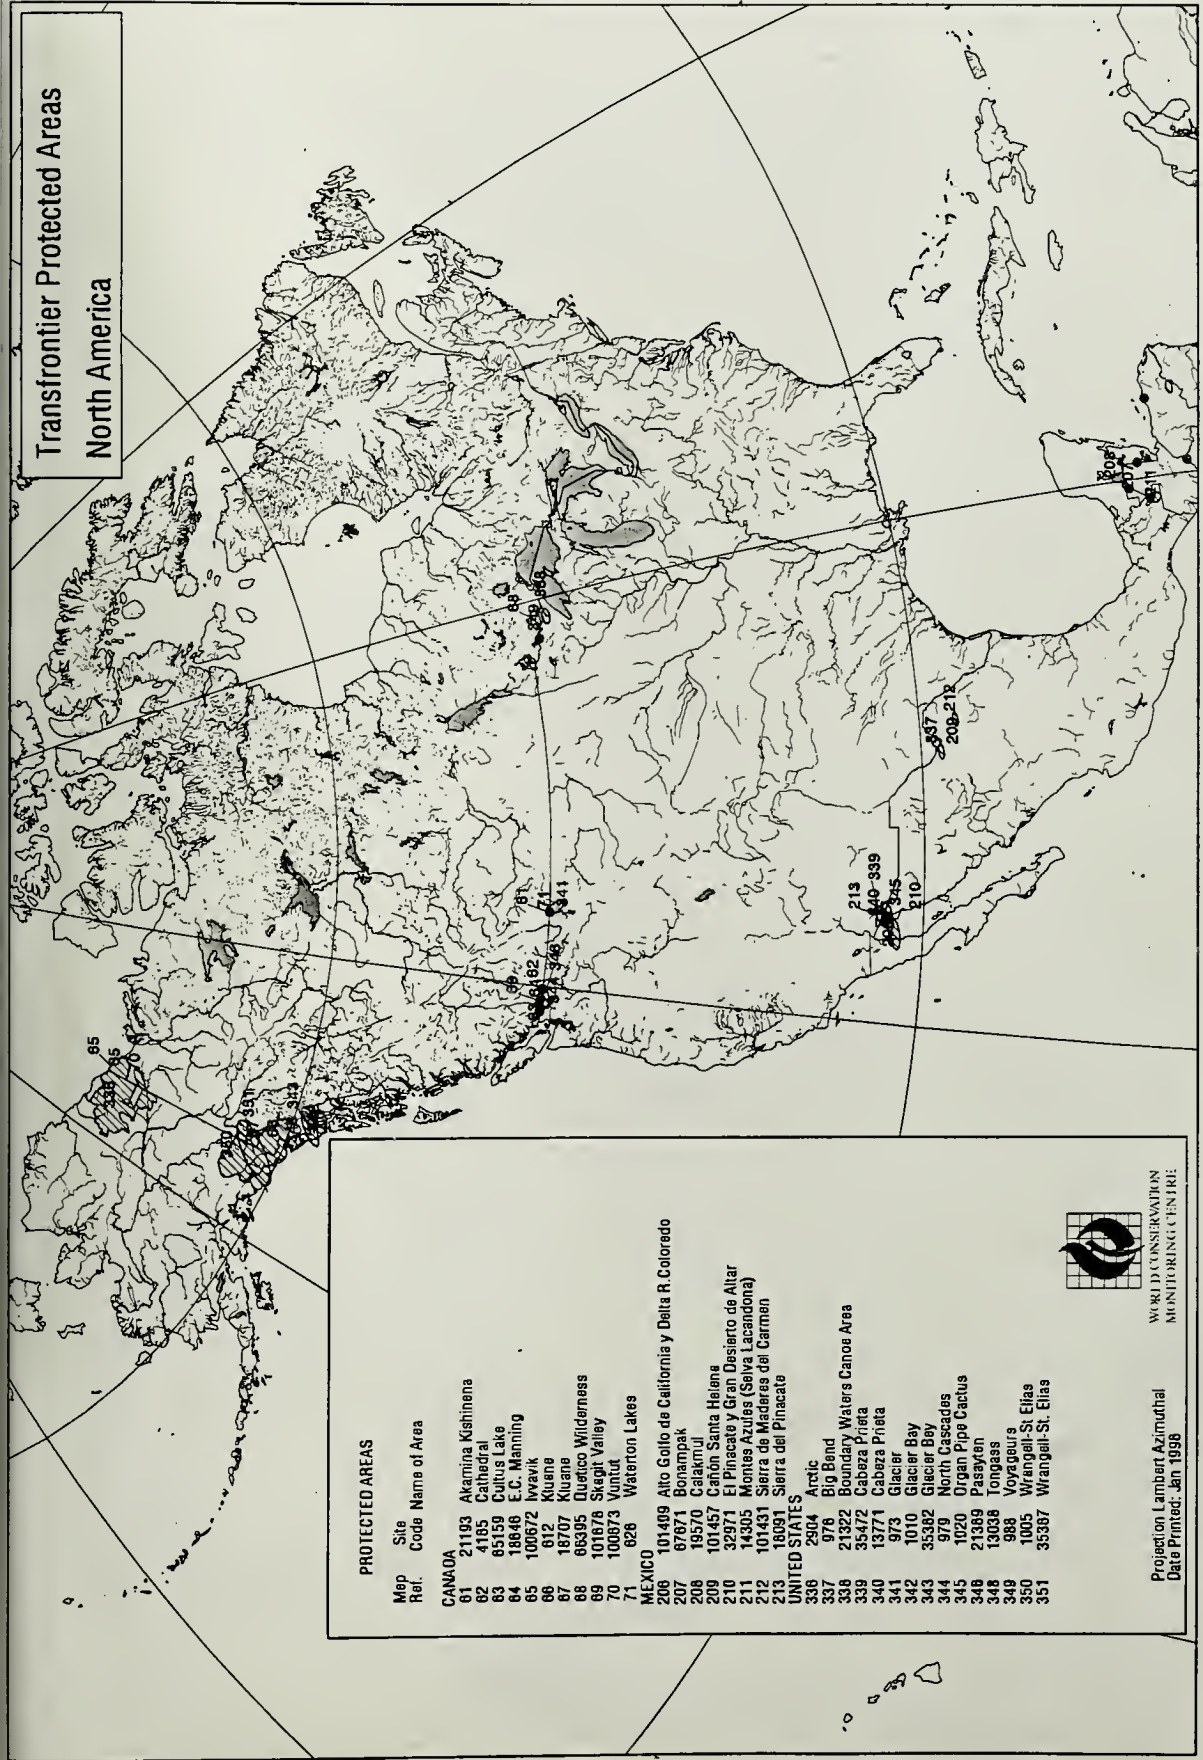 Transfrontier Protected Areas
North America
PROTECTED AREAS
Map Site
Ref. Code Name of Area
CANADA
61 21193 Akamina Kishinena
62 4185 Cathedral
63 65159 Cultus Lake
64 18646 E.C. Manning
65 100672 Ivvavik
66 612 Kluane
67 18707 Kluane
68 66395 Quetico Wilderness
69 101678 Skagit Valley
70 100673 Vuntut
71 628 Waterton Lakes
MEXICO
206 101409 Alto Golfo de California y Delta R.Colorado
207 67671 Bonampak
208 19570 Calakmul
209 101457 Cañón Santa Helena
210 32971 El Pinacate y Gran Desierto de Altar
211 14305 Montes Azules (Selva Lacandona)
212 101431 Sierra de Maderas del Carmen
213 18091 Sierra del Pinacate
UNITED STATES
336 2904 Arctic
337 976 Big Bend
338 21322 Boundary Waters Canoe Area
339 35472 Cabeza Prieta
340 13771 Cabeza Prieta
341 973 Glacier
342 1010 Glacier Bay
343 35382 Glacier Bay
344 979 North Cascades
345 1020 Organ Pipe Cactus
346 21369 Pasayten
348 13038 Tongass
349 988 Voyageurs
350 1005 Wrangell-St Elias
351 35387 Wrangell-St. Elias
Projection Lambert Azimuthal
Date Printed: Jan 1998
WORLD CONSERVATION
MONITORING CENTRE
65
65
336
70
350
351
343
69
62
346
61
71
341
68
213
340 339
345
210
337
209 212
208
207